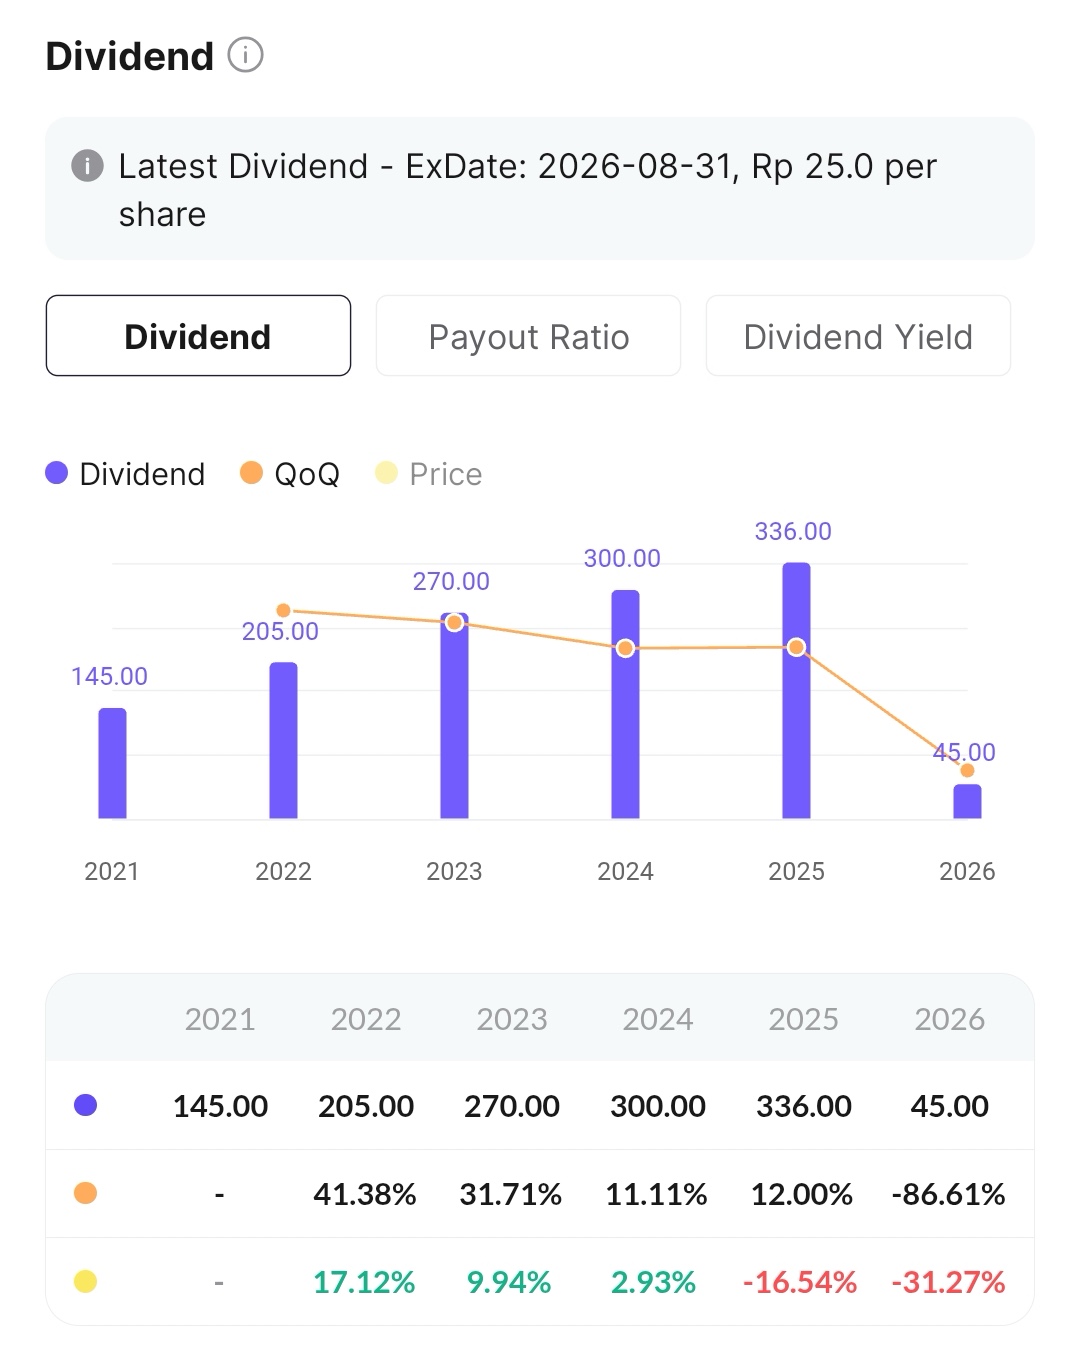 Dividend
Latest Dividend - ExDate: 2026-08-31, Rp 25.0 per
share
Dividend Payout Ratio Dividend Yield
Dividend QoQ Price
336.00
300.00
270.00
205.00
145.00
45.00
2021 2022 2023 2024 2025 2026
2021 2022 2023 2024 2025 2026
145.00 205.00 270.00 300.00 336.00 45.00
- 41.38% 31.71% 11.11% 12.00% -86.61%
- 17.12% 9.94% 2.93% -16.54% -31.27%